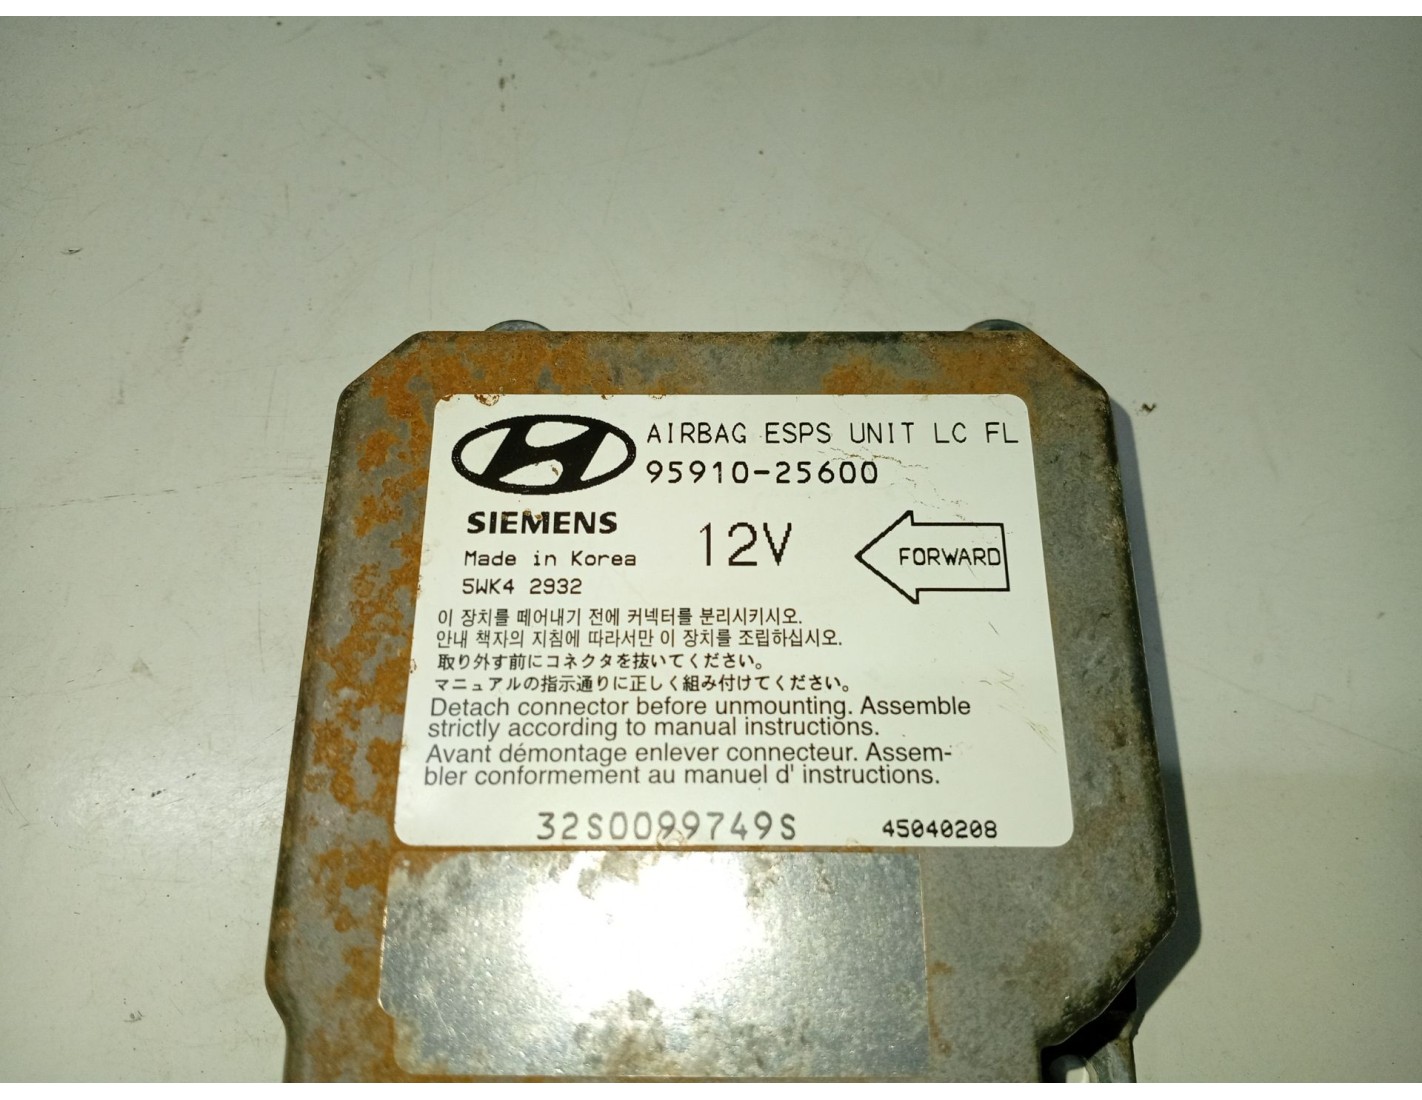 AIRBAG ESPS UNIT LC FL
95910-25600
SIEMENS
12V
FORWARD
Made in Korea
5WK4 2932
이 장치를 떼어내기 전에 커넥터를 분리시키시오.
안내 책자의 지침에 따라서만 이 장치를 조립하십시오.
取り外す前にコネクタを抜いてください。
マニュアルの指示通りに正しく組み付けてください。
Detach connector before unmounting. Assemble
strictly according to manual instructions.
Avant démontage enlever connecteur. Assem-
bler conformement au manuel d' instructions.
32S0099749S
45040208